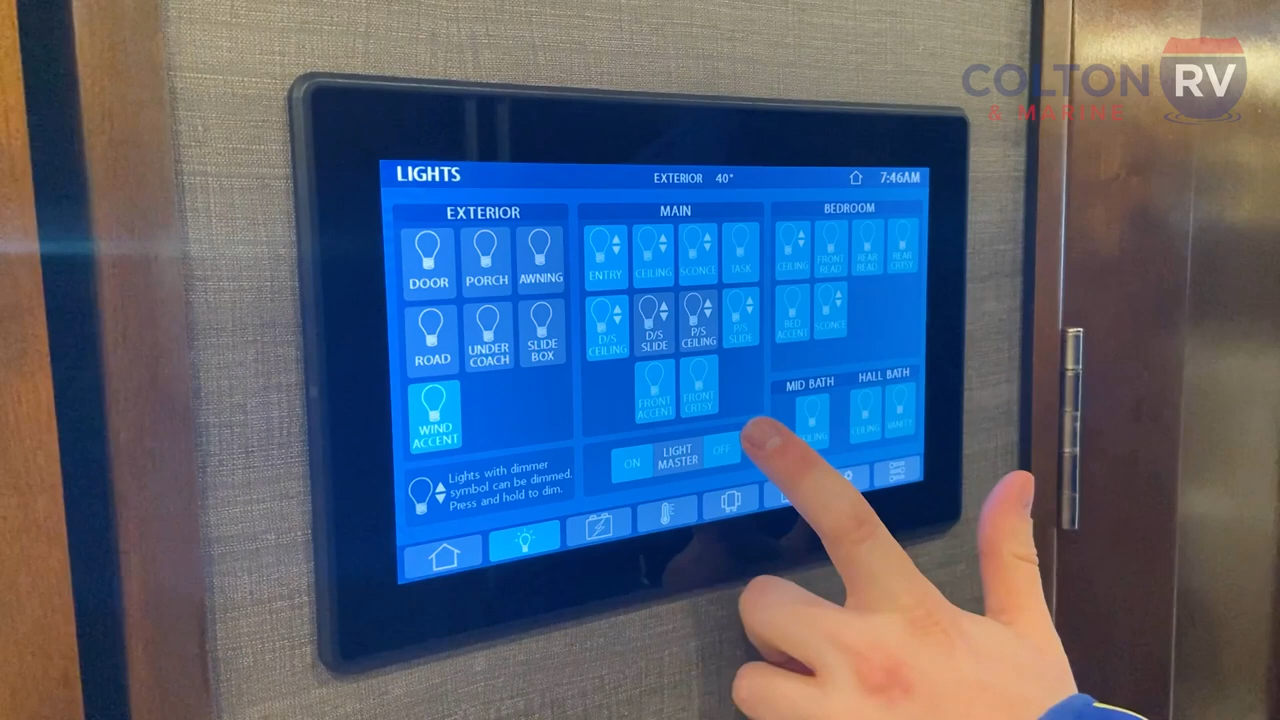 COLTON RV
& MARINE
LIGHTS
EXTERIOR 40°
7:46AM
EXTERIOR
DOOR
PORCH
AWNING
ROAD
UNDER
COACH
SLIDE
BOX
WIND
ACCENT
Lights with dimmer
symbol can be dimmed.
Press and hold to dim.
MAIN
ENTRY
CEILING
SCONCE
TASK
D/S
CEILING
D/S
SLIDE
P/S
CEILING
P/S
SLIDE
FRONT
ACCENT
FRONT
CRTSY
ON
LIGHT
MASTER
OFF
BEDROOM
CEILING
FRONT
READ
REAR
READ
REAR
CRTSY
BED
ACCENT
SCONCE
MID BATH
HALL BATH
CEILING
VANITY